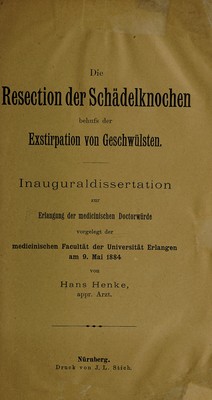 Die
Resection der Schädelknochen
behufs der
Exstirpation von Geschwülsten.
Inauguraldissertation
zur
Erlangung der medicinischen Doctorwürde
vorgelegt der
medicinischen Facultät der Universität Erlangen
am 9. Mai 1884
von
Hans Henke,
appr. Arzt.
Nürnberg.
Druck von J. L. Stich.